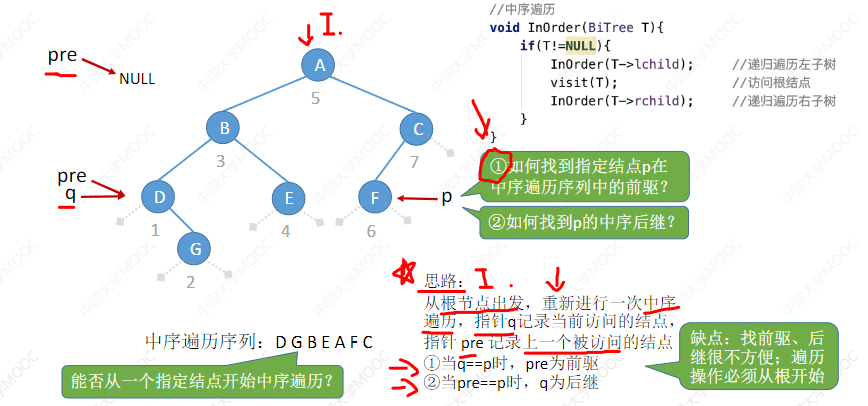 //中序遍历
void InOrder(BiTree T){
if(T!=NULL){
InOrder(T->lchild); //递归遍历左子树
visit(T); //访问根结点
InOrder(T->rchild); //递归遍历右子树
}
}
I.
pre
NULL
A
5
B
3
C
7
pre
q
D
1
E
4
F
6
p
G
2
①如何找到指定结点p在
中序遍历序列中的前驱？
②如何找到p的中序后继？
思路：
I.
从根节点出发，重新进行一次中序
遍历，指针q记录当前访问的结点，
指针 pre 记录上一个被访问的结点
①当q==p时，pre为前驱
②当pre==p时，q为后继
缺点：找前驱、后
继很不方便；遍历
操作必须从根开始
中序遍历序列：D G B E A F C
能否从一个指定结点开始中序遍历？
中国大学MOOC